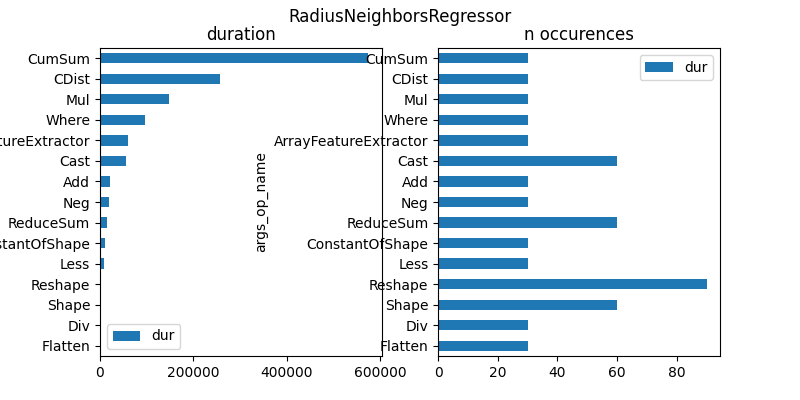 RadiusNeighborsRegressor
duration
CumSum
CDist
Mul
Where
tureExtractor
Cast
Add
Neg
ReduceSum
stantOfShape
Less
Reshape
Shape
Div
Flatten
dur
0 200000 400000 600000
n occurences
args_op_name
CumSum
CDist
Mul
Where
ArrayFeatureExtractor
Cast
Add
Neg
ReduceSum
ConstantOfShape
Less
Reshape
Shape
Div
Flatten
dur
0 20 40 60 80